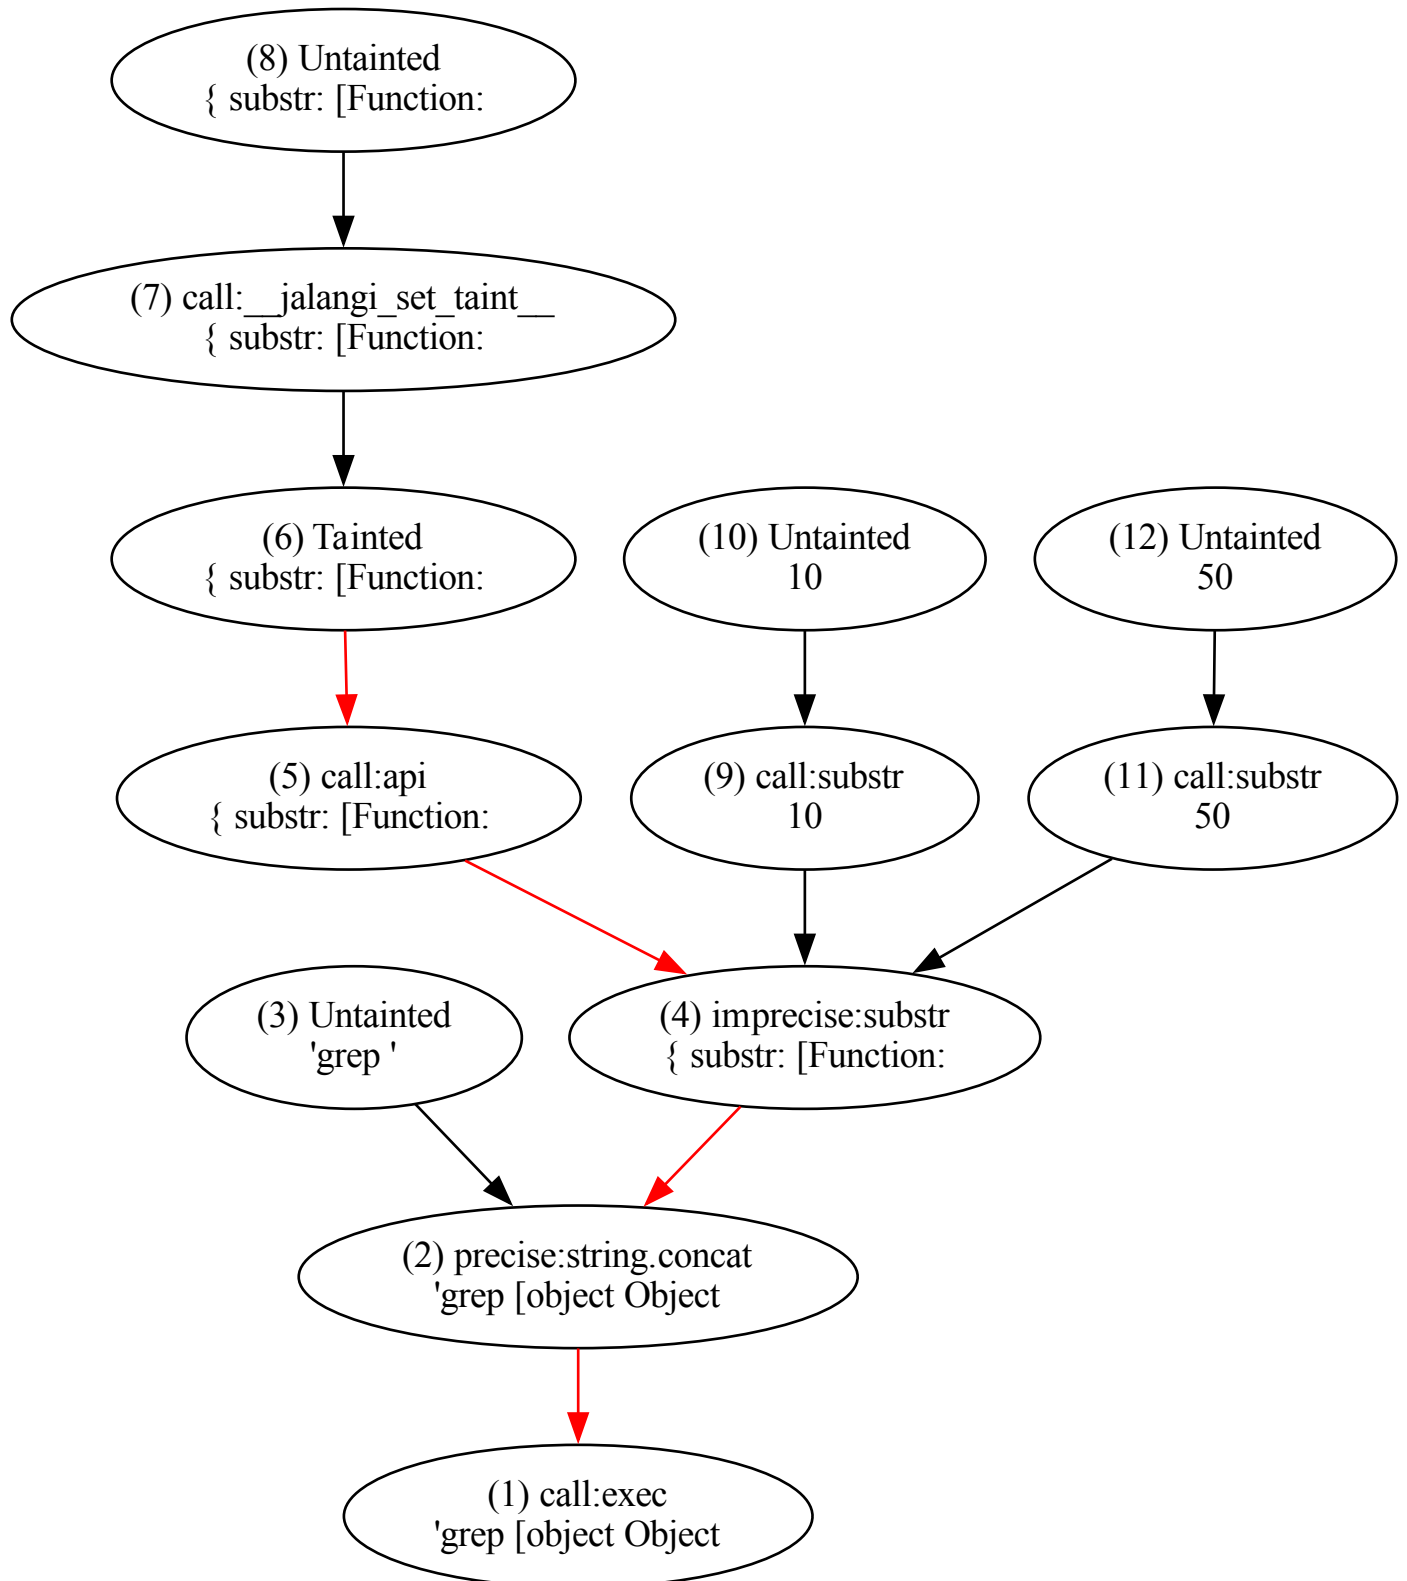 (8) Untainted
{ substr: [Function:
(7) call:__jalangi_set_taint__
{ substr: [Function:
(6) Tainted
{ substr: [Function:
(10) Untainted
10
(12) Untainted
50
(5) call:api
{ substr: [Function:
(9) call:substr
10
(11) call:substr
50
(3) Untainted
'grep '
(4) imprecise:substr
{ substr: [Function:
(2) precise:string.concat
'grep [object Object
(1) call:exec
'grep [object Object